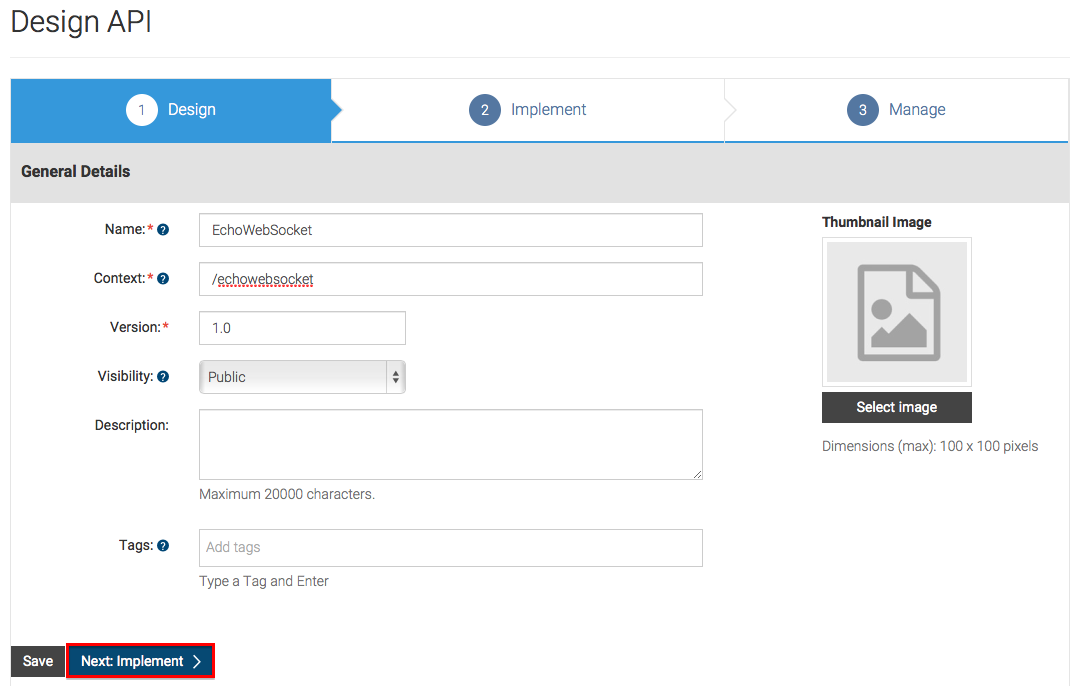 Design API
1 Design 2 Implement 3 Manage
General Details
Name:* ? EchoWebSocket
Thumbnail Image
Context:* ? /echowebsocket
Version:* 1.0
Visibility: ? Public
Select image
Description:
Dimensions (max): 100 x 100 pixels
Maximum 20000 characters.
Tags: ? Add tags
Type a Tag and Enter
Save Next: Implement